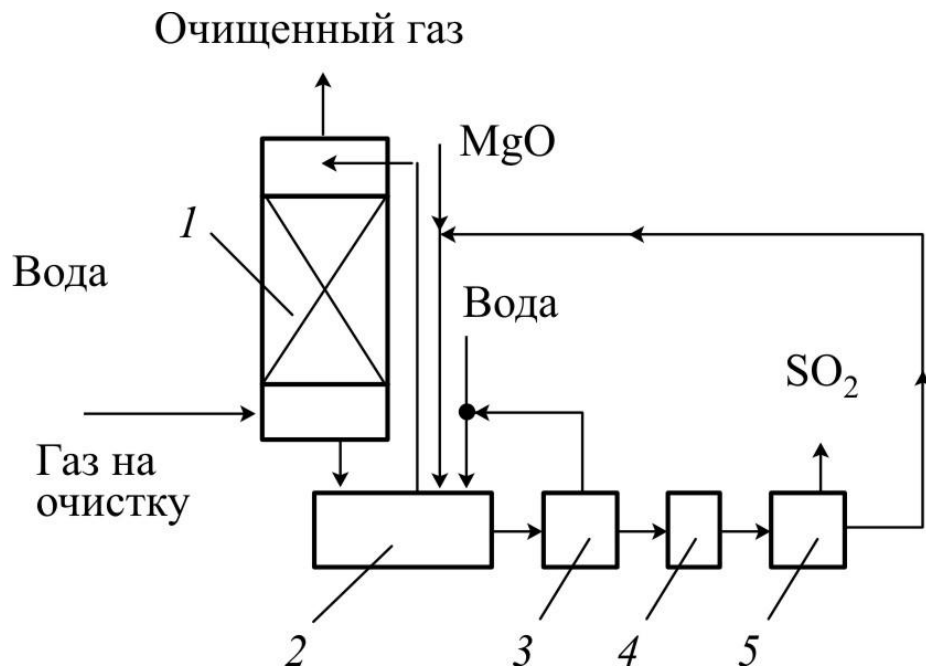 Очищенный газ
MgO
1
Вода
Вода
SO₂
Газ на
очистку
2
3
4
5